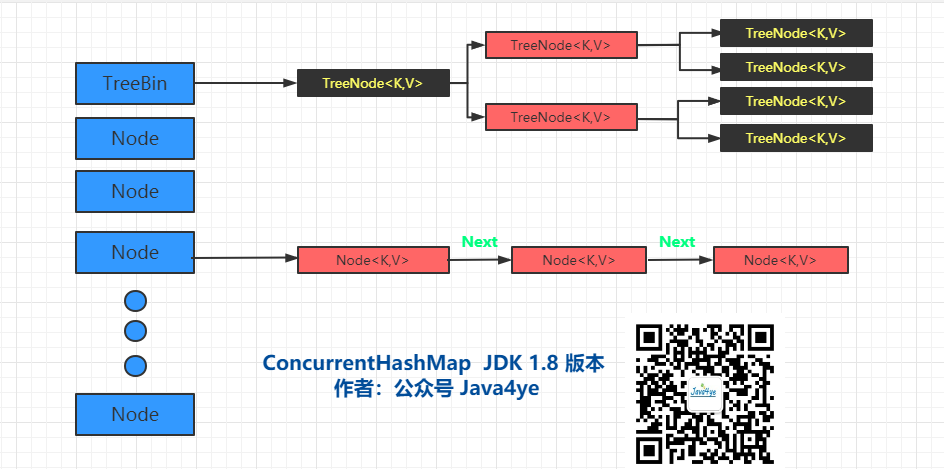 TreeBin
Node
Node
Node
Node
TreeNode<K,V>
TreeNode<K,V>
TreeNode<K,V>
TreeNode<K,V>
TreeNode<K,V>
TreeNode<K,V>
TreeNode<K,V>
Node<K,V>
Next
Node<K,V>
Next
Node<K,V>
ConcurrentHashMap JDK 1.8 版本
作者：公众号 Java4ye
Java4ye